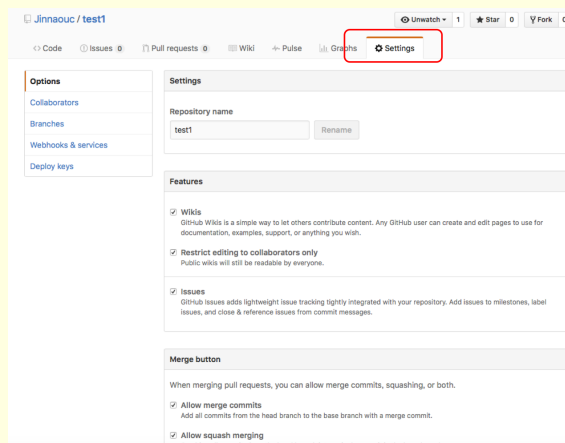 Jinnaouc / test1
Unwatch 1 Star 0 Fork 0
Code Issues 0 Pull requests 0 Wiki Pulse Graphs Settings
Options
Collaborators
Branches
Webhooks & services
Deploy keys
Settings
Repository name
test1 Rename
Features
Wikis
GitHub Wikis is a simple way to let others contribute content. Any GitHub user can create and edit pages to use for
documentation, examples, support, or anything you wish.
Restrict editing to collaborators only
Public wikis will still be readable by everyone.
Issues
GitHub Issues adds lightweight issue tracking tightly integrated with your repository. Add issues to milestones, label
issues, and close & reference issues from commit messages.
Merge button
When merging pull requests, you can allow merge commits, squashing, or both.
Allow merge commits
Add all commits from the head branch to the base branch with a merge commit.
Allow squash merging